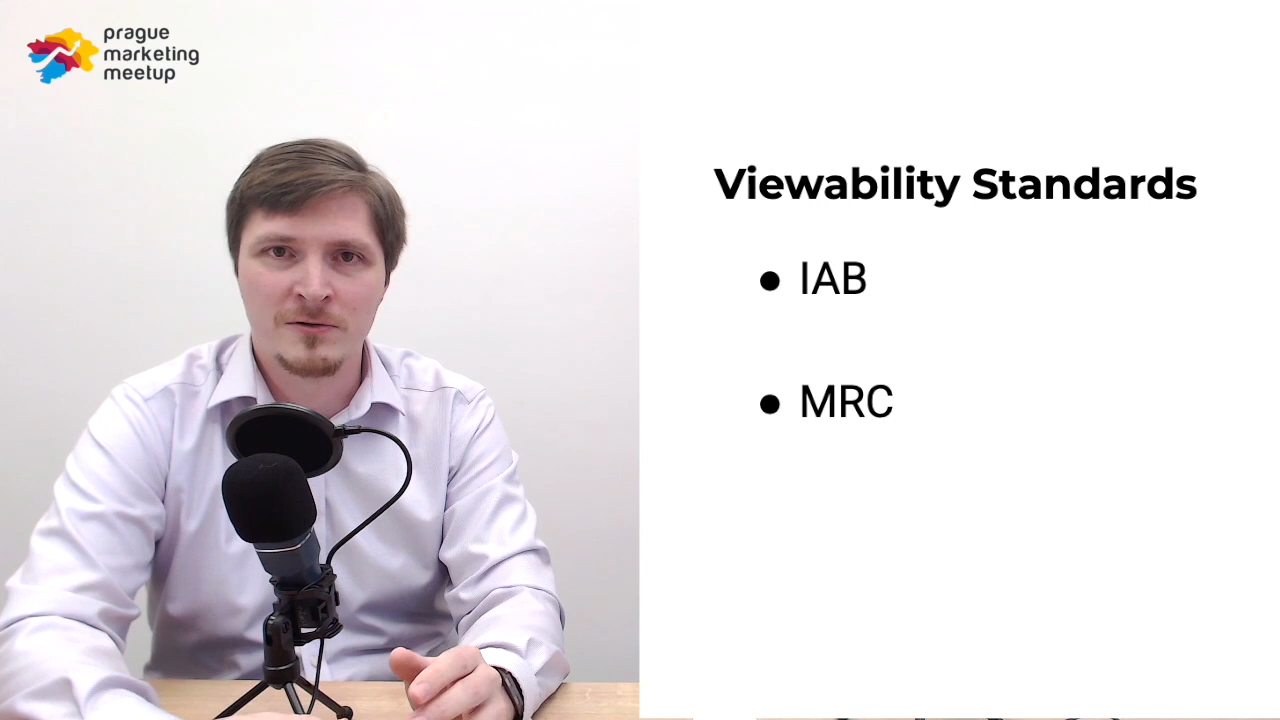 prague
marketing
meetup
Viewability Standards
● IAB
● MRC